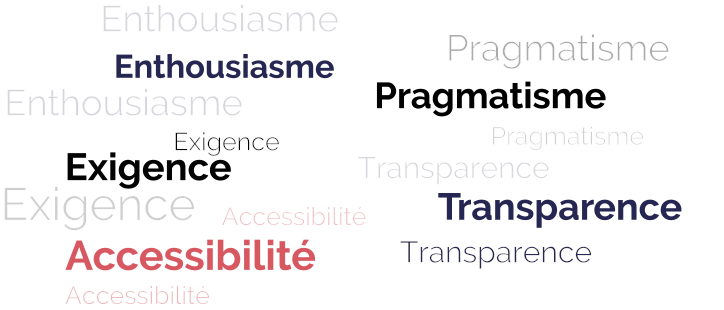 Enthousiasme
Enthousiasme
Enthousiasme
Exigence
Exigence
Exigence
Accessibilité
Accessibilité
Accessibilité
Pragmatisme
Pragmatisme
Pragmatisme
Transparence
Transparence
Transparence